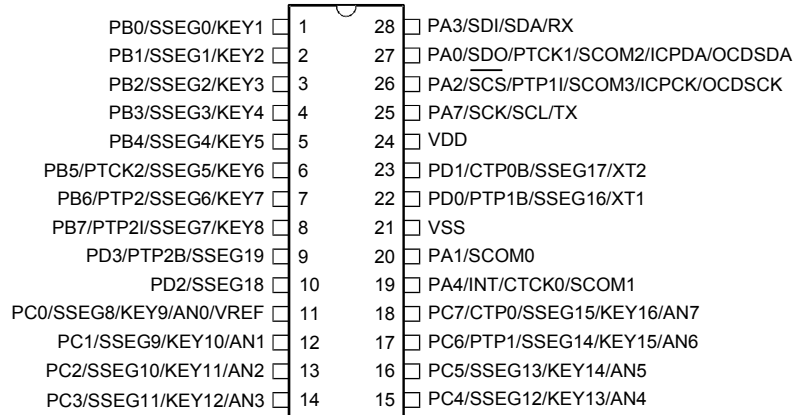 PB0/SSEG0/KEY1 1 28 PA3/SDI/SDA/RX
PB1/SSEG1/KEY2 2 27 PA0/SDO/PTCK1/SCOM2/ICPDA/OCDSDA
PB2/SSEG2/KEY3 3 26 PA2/SCS/PTP1I/SCOM3/ICPCK/OCDSCK
PB3/SSEG3/KEY4 4 25 PA7/SCK/SCL/TX
PB4/SSEG4/KEY5 5 24 VDD
PB5/PTCK2/SSEG5/KEY6 6 23 PD1/CTP0B/SSEG17/XT2
PB6/PTP2/SSEG6/KEY7 7 22 PD0/PTP1B/SSEG16/XT1
PB7/PTP2I/SSEG7/KEY8 8 21 VSS
PD3/PTP2B/SSEG19 9 20 PA1/SCOM0
PD2/SSEG18 10 19 PA4/INT/CTCK0/SCOM1
PC0/SSEG8/KEY9/AN0/VREF 11 18 PC7/CTP0/SSEG15/KEY16/AN7
PC1/SSEG9/KEY10/AN1 12 17 PC6/PTP1/SSEG14/KEY15/AN6
PC2/SSEG10/KEY11/AN2 13 16 PC5/SSEG13/KEY14/AN5
PC3/SSEG11/KEY12/AN3 14 15 PC4/SSEG12/KEY13/AN4